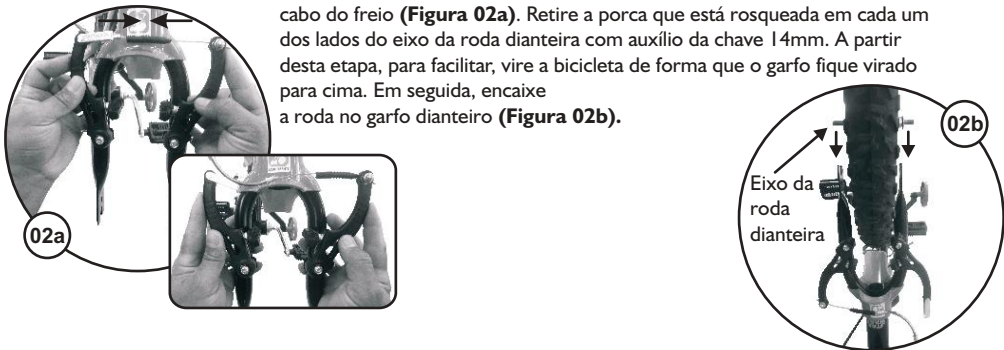 cabo do freio (Figura 02a). Retire a porca que está rosqueada em cada um
dos lados do eixo da roda dianteira com auxílio da chave 14mm. A partir
desta etapa, para facilitar, vire a bicicleta de forma que o garfo fique virado
para cima. Em seguida, encaixe
a roda no garfo dianteiro (Figura 02b).
02a
02b
Eixo da
roda
dianteira